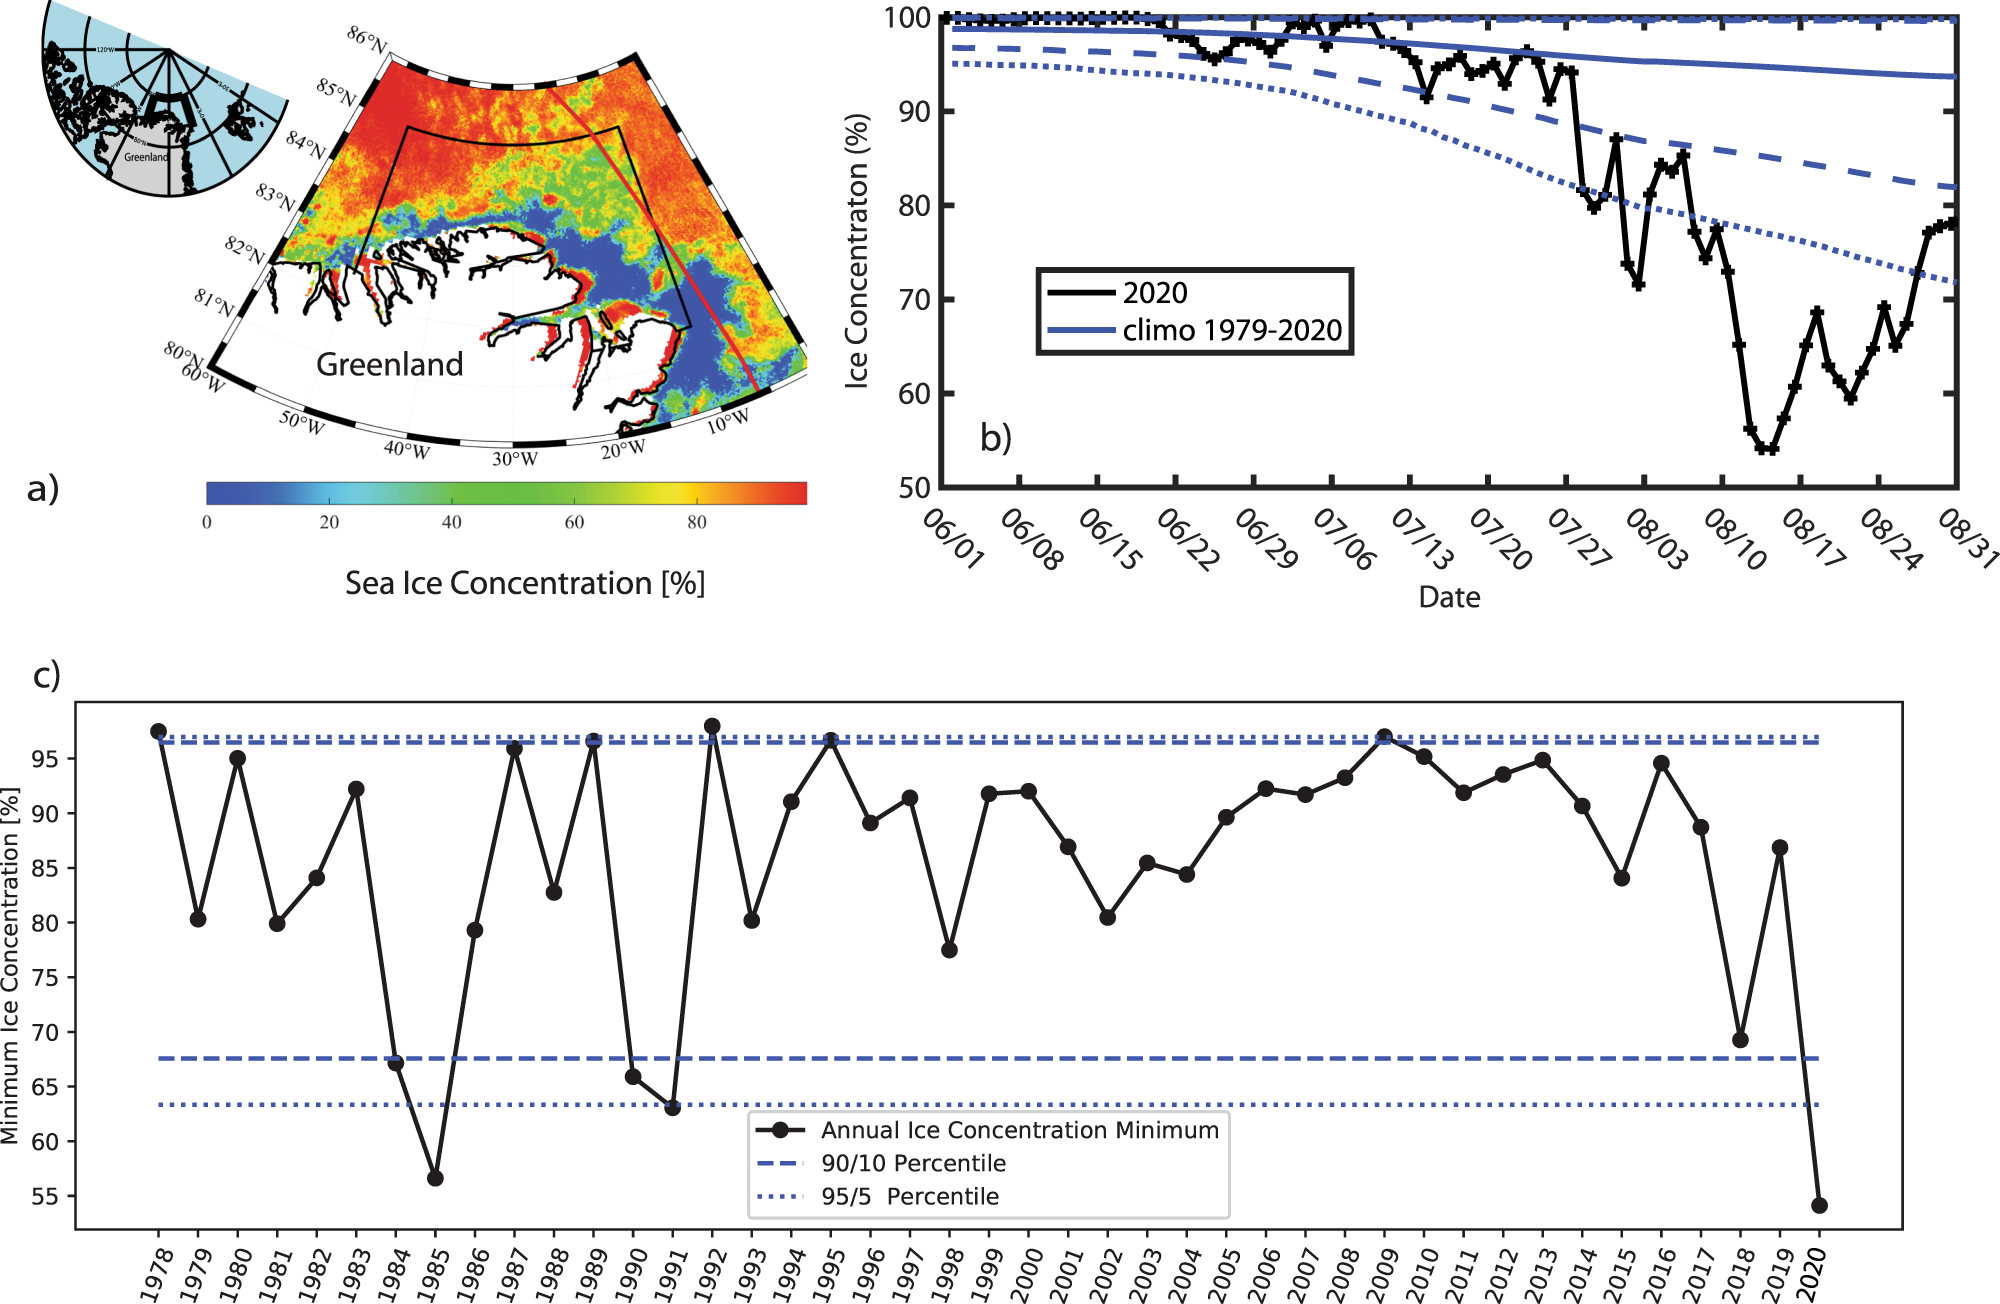 120°W
Greenland
86°N
85°N
84°N
83°N
82°N
81°N
80°N
60°W
50°W
40°W
30°W
20°W
10°W
Greenland
a)
0 20 40 60 80
Sea Ice Concentration [%]
100
90
80
70
60
50
Ice Concentraton (%)
2020
climo 1979-2020
b)
06/01 06/08 06/15 06/22 06/29 07/06 07/13 07/20 07/27 08/03 08/10 08/17 08/24 08/31
Date
c)
95
90
85
80
75
70
65
60
55
Minimum Ice Concentration [%]
Annual Ice Concentration Minimum
90/10 Percentile
95/5 Percentile
1978 1979 1980 1981 1982 1983 1984 1985 1986 1987 1988 1989 1990 1991 1992 1993 1994 1995 1996 1997 1998 1999 2000 2001 2002 2003 2004 2005 2006 2007 2008 2009 2010 2011 2012 2013 2014 2015 2016 2017 2018 2019 2020